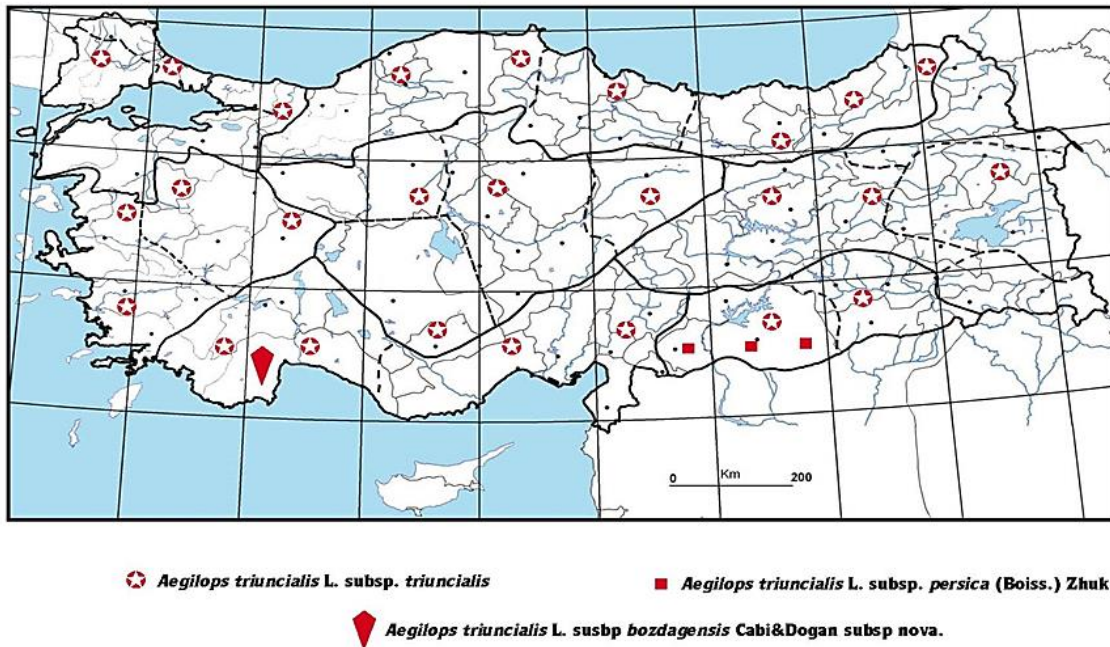 0 Km 200
Aegilops triuncialis L. subsp. triuncialis
Aegilops triuncialis L. subsp. persica (Boiss.) Zhuk
Aegilops triuncialis L. susbp bozdagensis Cabi&Dogan subsp nova.